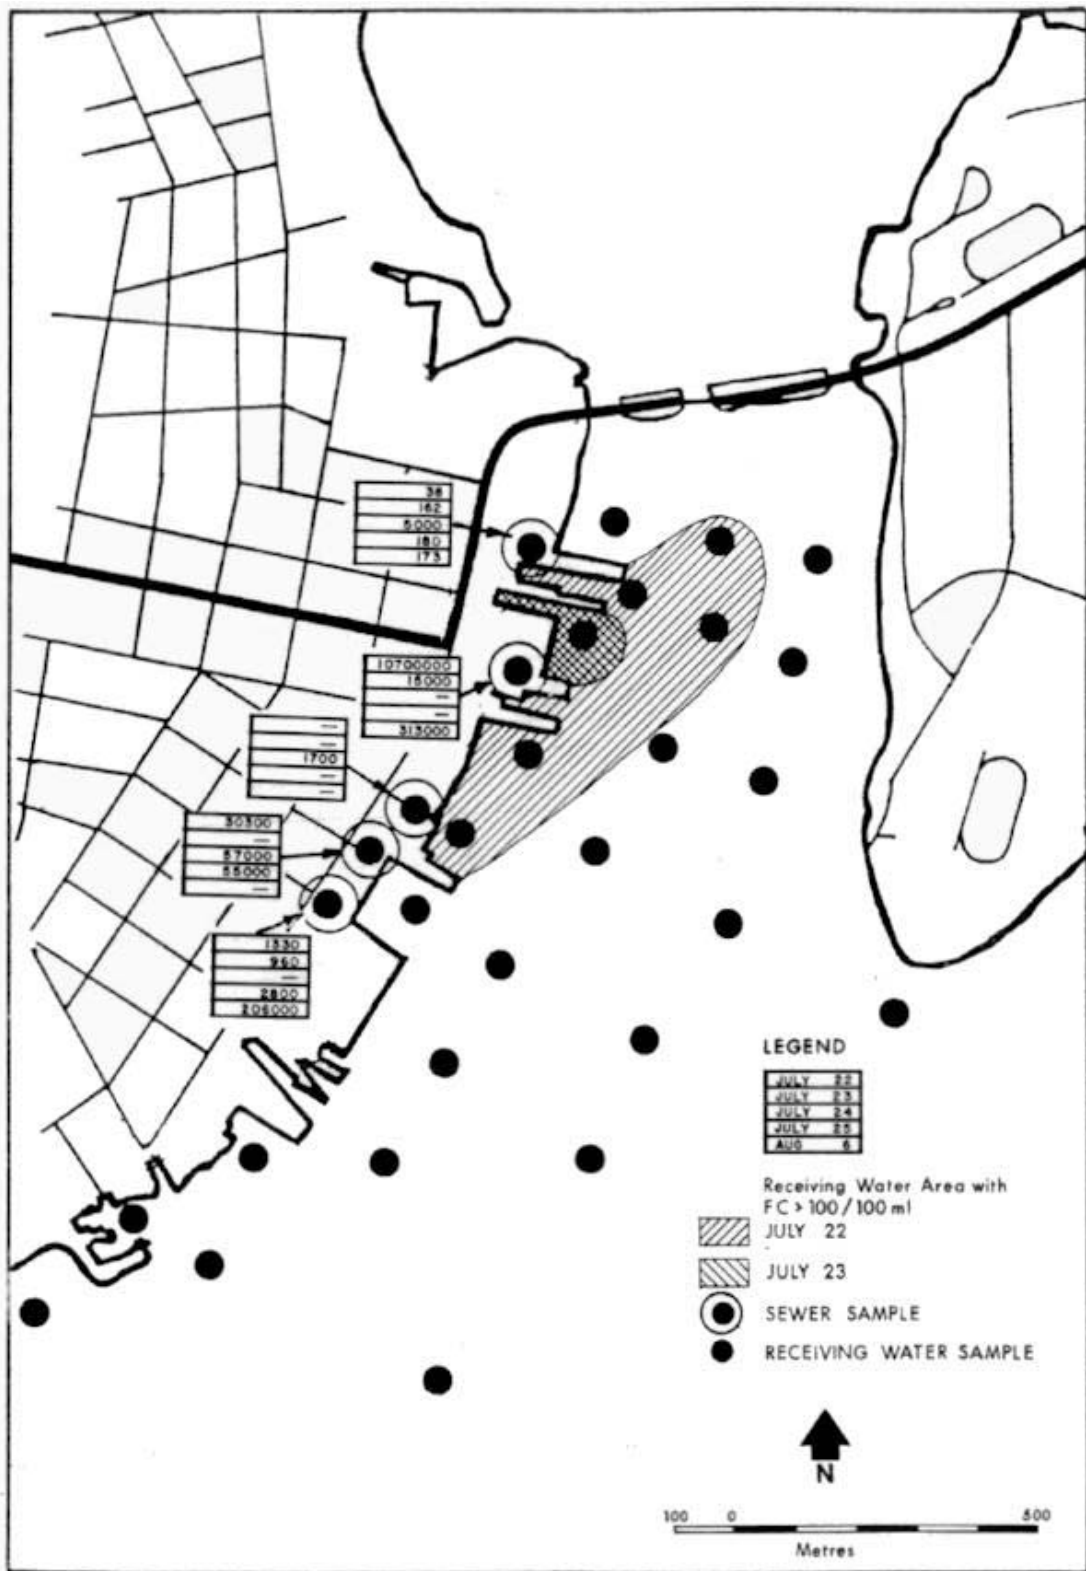 38
162
5000
180
173
10700000
15000
—
—
313000
—
—
1700
—
—
30300
—
57000
55000
—
1330
960
—
2800
206000
LEGEND
JULY 22
JULY 23
JULY 24
JULY 25
AUG 6
Receiving Water Area with
FC > 100/100 ml
JULY 22
JULY 23
SEWER SAMPLE
RECEIVING WATER SAMPLE
N
100 0 500
Metres